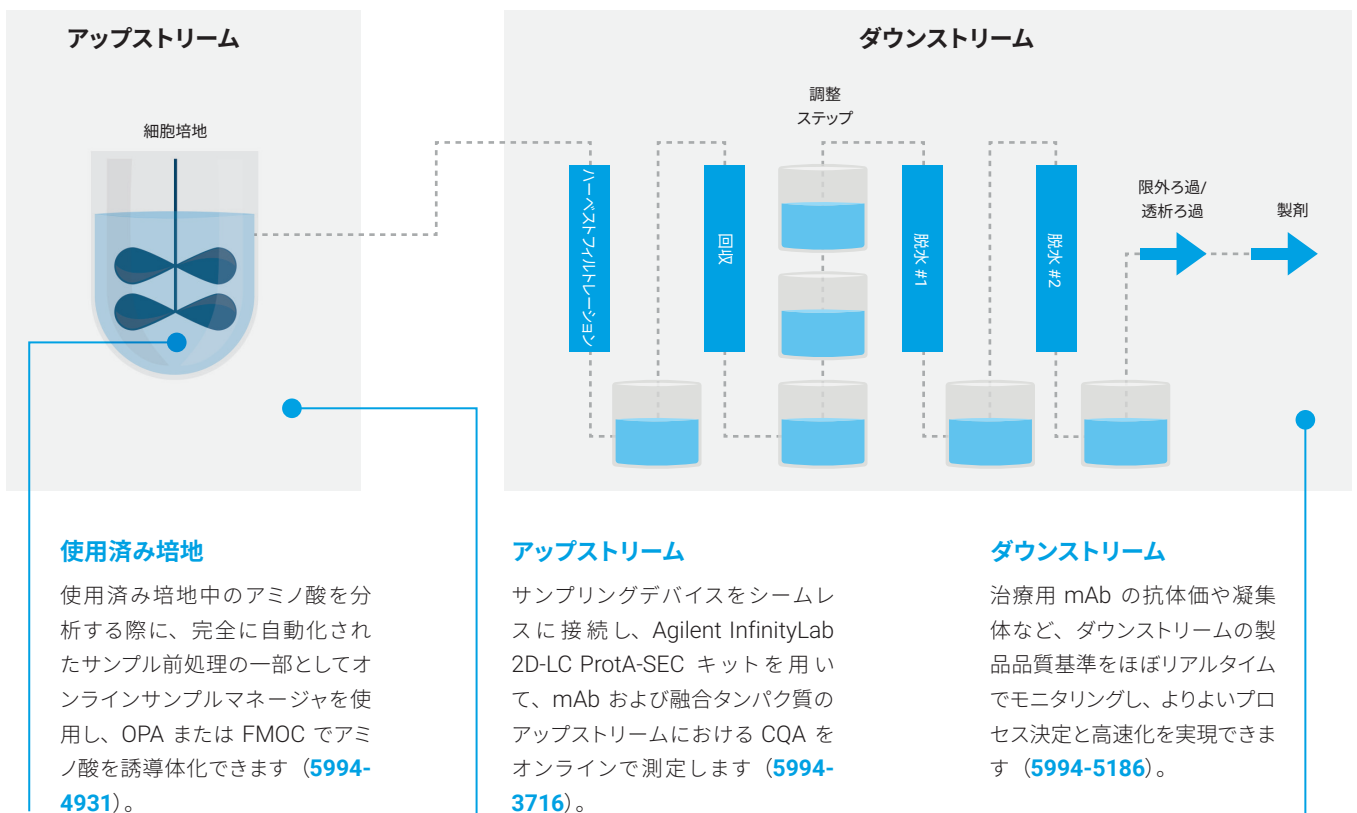 アップストリーム
細胞培地
ダウンストリーム
調整
ステップ
ハーベストフィルトレーション
回収
脱水 #1
脱水 #2
限外ろ過/
透析ろ過
製剤
使用済み培地
使用済み培地中のアミノ酸を分
析する際に、完全に自動化され
たサンプル前処理の一部としてオ
ンラインサンプルマネージャを使
用し、OPA または FMOC でアミ
ノ酸を誘導体化できます（5994-
4931）。
アップストリーム
サンプリングデバイスをシームレ
スに接続し、Agilent InfinityLab
2D-LC ProtA-SEC キットを用い
て、mAb および融合タンパク質の
アップストリームにおける CQA を
オンラインで測定します（5994-
3716）。
ダウンストリーム
治療用 mAb の抗体価や凝集
体など、ダウンストリームの製
品品質基準をほぼリアルタイム
でモニタリングし、よりよいプロ
セス決定と高速化を実現できま
す（5994-5186）。